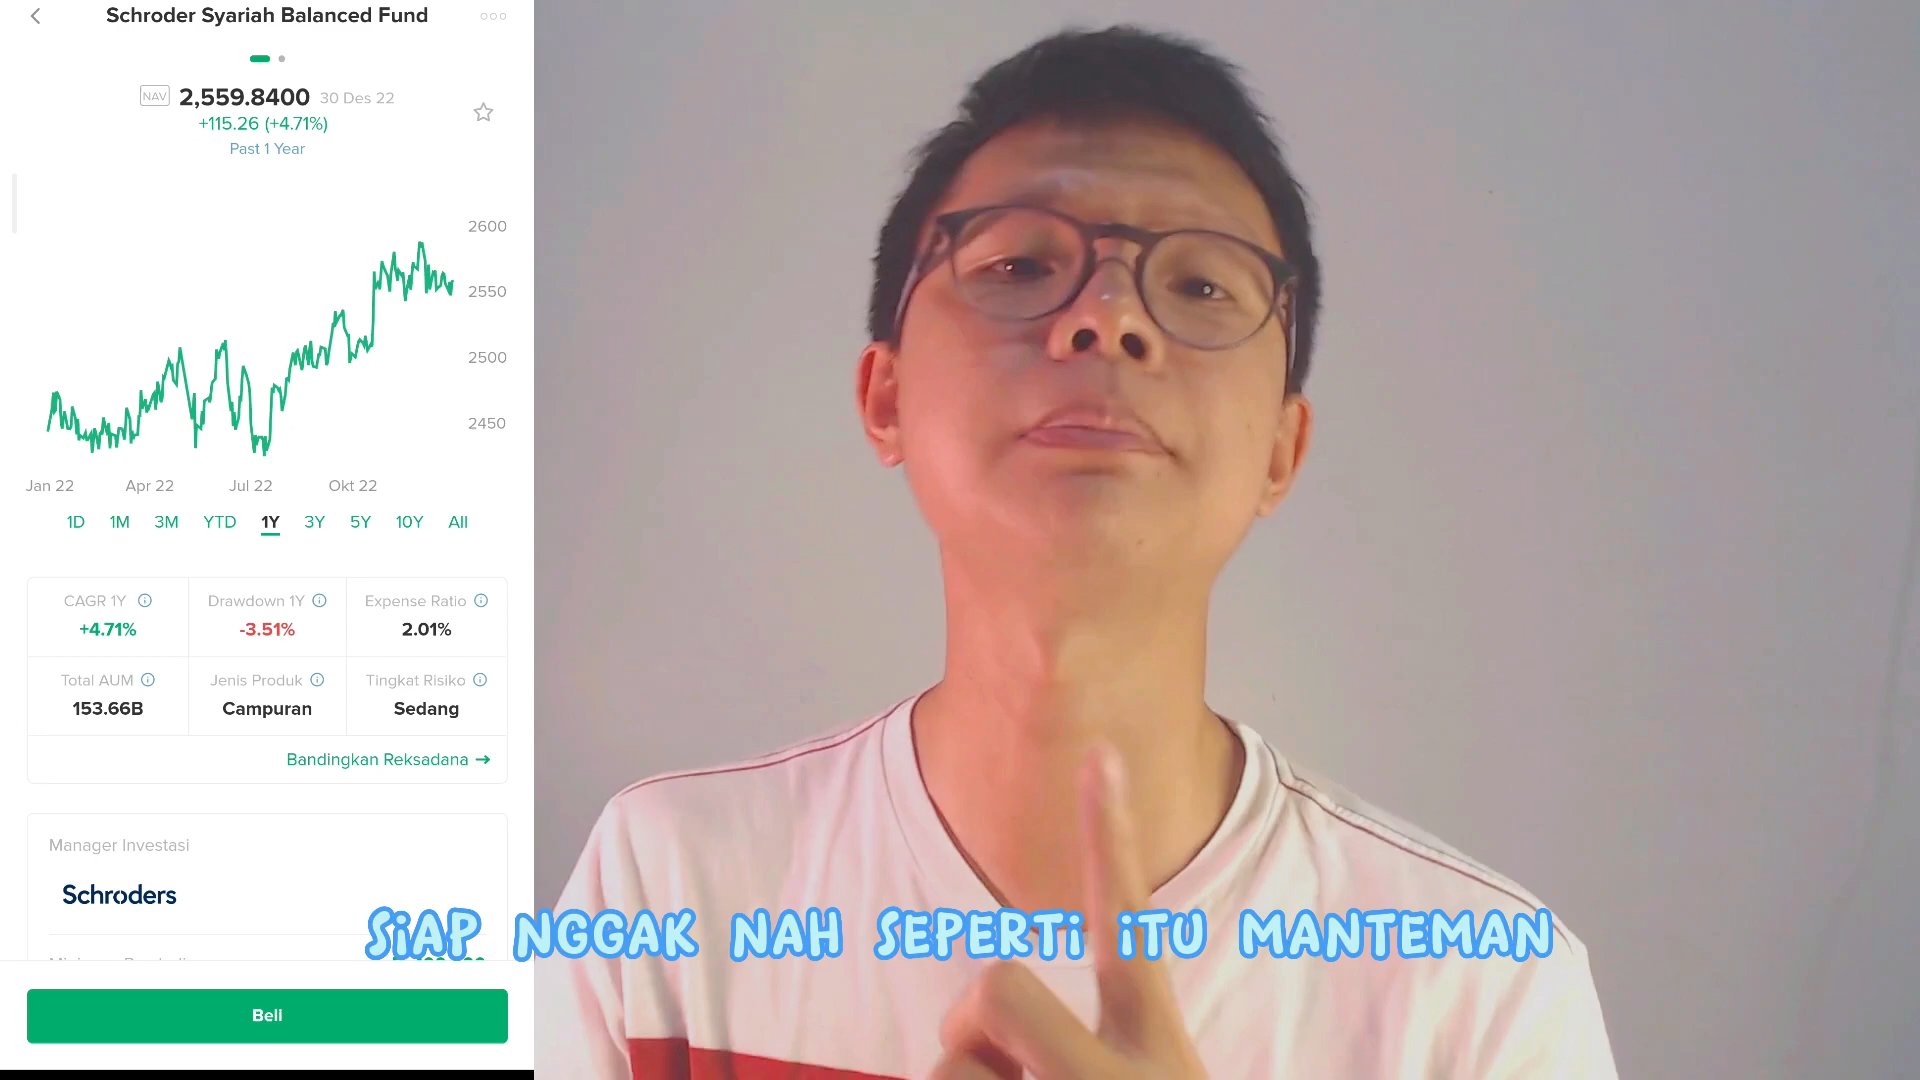 Schroder Syariah Balanced Fund
NAV 2,559.8400 30 Des 22
+115.26 (+4.71%)
Past 1 Year
2600
2550
2500
2450
Jan 22 Apr 22 Jul 22 Okt 22
1D 1M 3M YTD 1Y 3Y 5Y 10Y All
CAGR 1Y Drawdown 1Y Expense Ratio
+4.71% -3.51% 2.01%
Total AUM Jenis Produk Tingkat Risiko
153.66B Campuran Sedang
Bandingkan Reksadana →
Manager Investasi
Schroders
SIAP NGGAK NAH SEPERTI ITU MANTEMAN
Beli